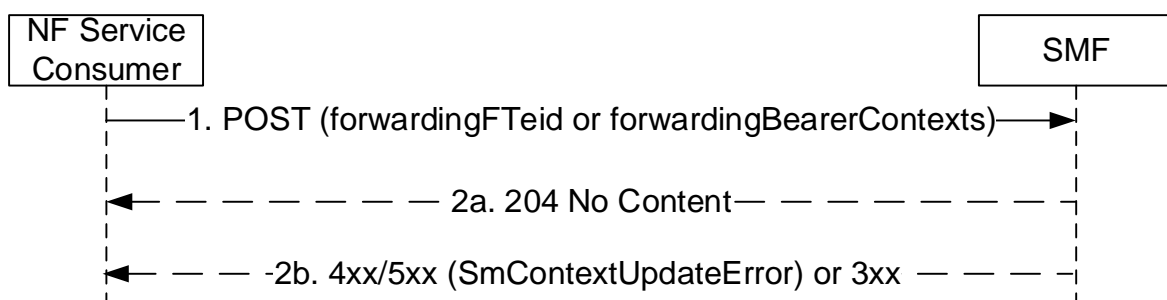 NF Service
Consumer
SMF
1. POST (forwardingFTeid or forwardingBearerContexts)
2a. 204 No Content
2b. 4xx/5xx (SmContextUpdateError) or 3xx